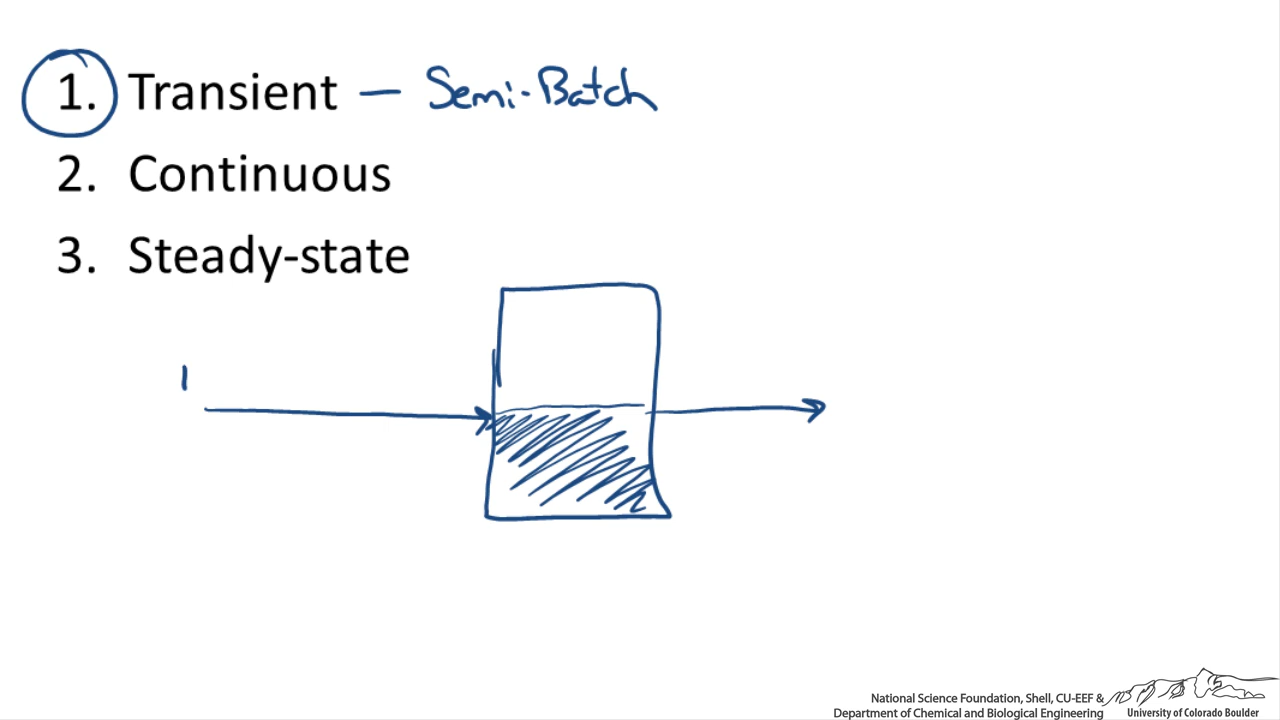 1. Transient – Semi-Batch
2. Continuous
3. Steady-state
National Science Foundation, Shell, CU-EEF &
Department of Chemical and Biological Engineering
University of Colorado Boulder